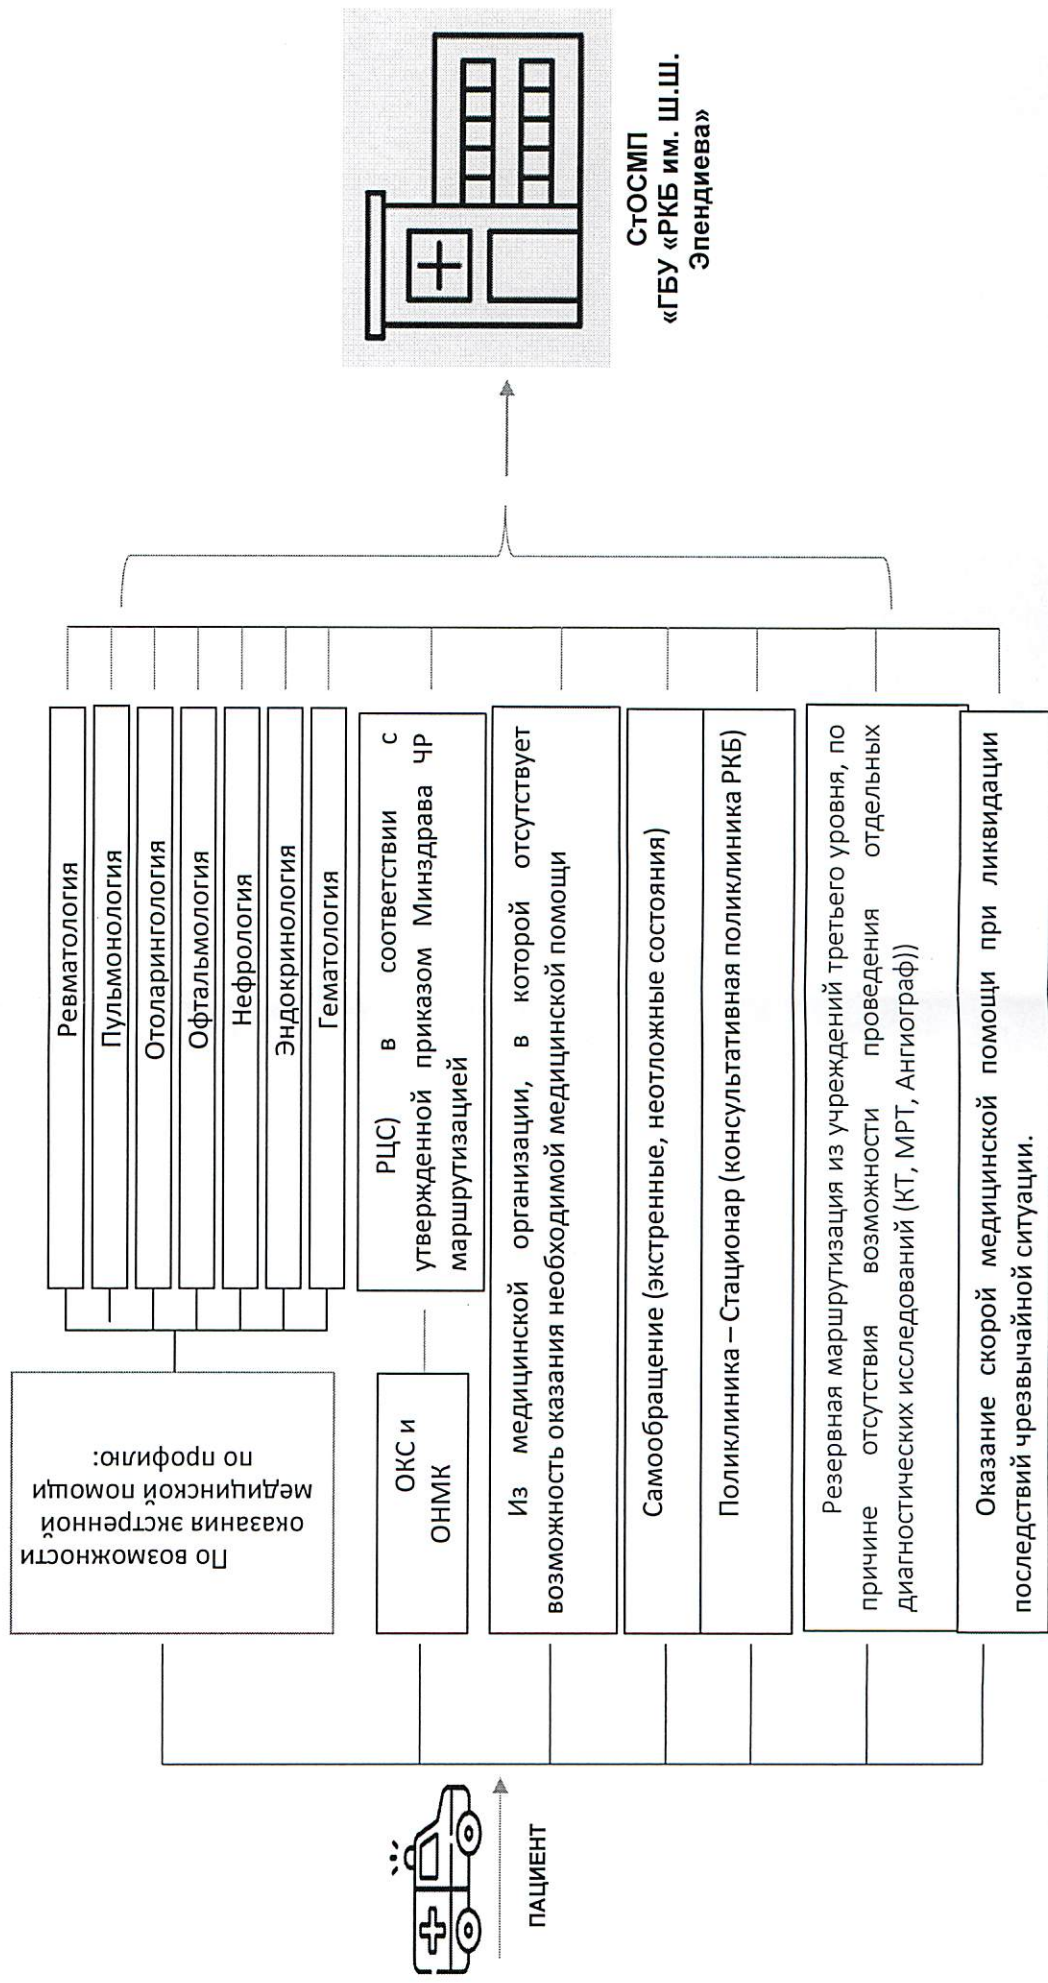 ПАЦИЕНТ
По возможности
оказания экстренной
медицинской помощи
по профилю:
Ревматология
Пульмонология
Отоларингология
Офтальмология
Нефрология
Эндокринология
Гематология
ОКС и
ОНМК
РЦС) в соответствии с
утвержденной приказом Минздрава ЧР
маршрутизацией
Из медицинской организации, в которой отсутствует
возможность оказания необходимой медицинской помощи
Самообращение (экстренные, неотложные состояния)
Поликлиника – Стационар (консультативная поликлиника РКБ)
Резервная маршрутизация из учреждений третьего уровня, по
причине отсутствия возможности проведения отдельных
диагностических исследований (КТ, МРТ, Ангиограф))
Оказание скорой медицинской помощи при ликвидации
последствий чрезвычайной ситуации.
СтОСМП
«ГБУ «РКБ им. Ш.Ш.
Эпендиева»